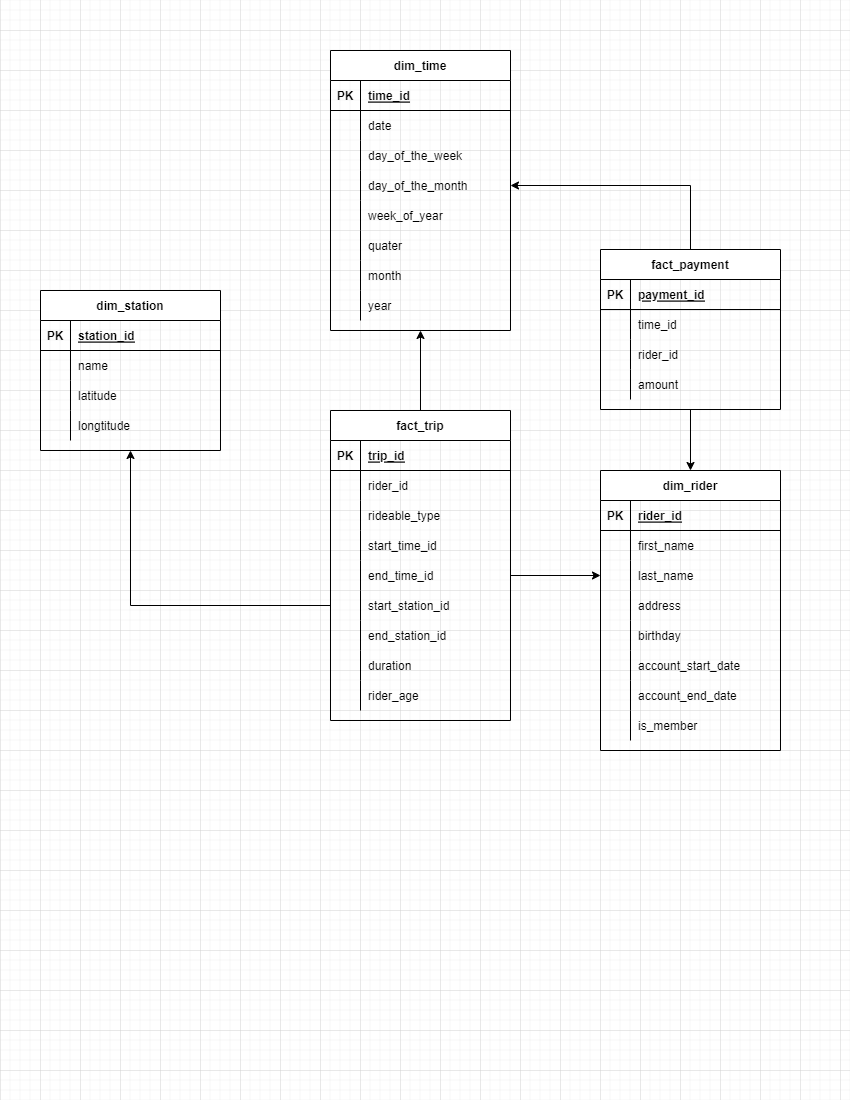 dim_time
PK time_id
date
day_of_the_week
day_of_the_month
week_of_year
quater
month
year
fact_payment
PK payment_id
time_id
rider_id
amount
dim_station
PK station_id
name
latitude
longtitude
fact_trip
PK trip_id
rider_id
rideable_type
start_time_id
end_time_id
start_station_id
end_station_id
duration
rider_age
dim_rider
PK rider_id
first_name
last_name
address
birthday
account_start_date
account_end_date
is_member